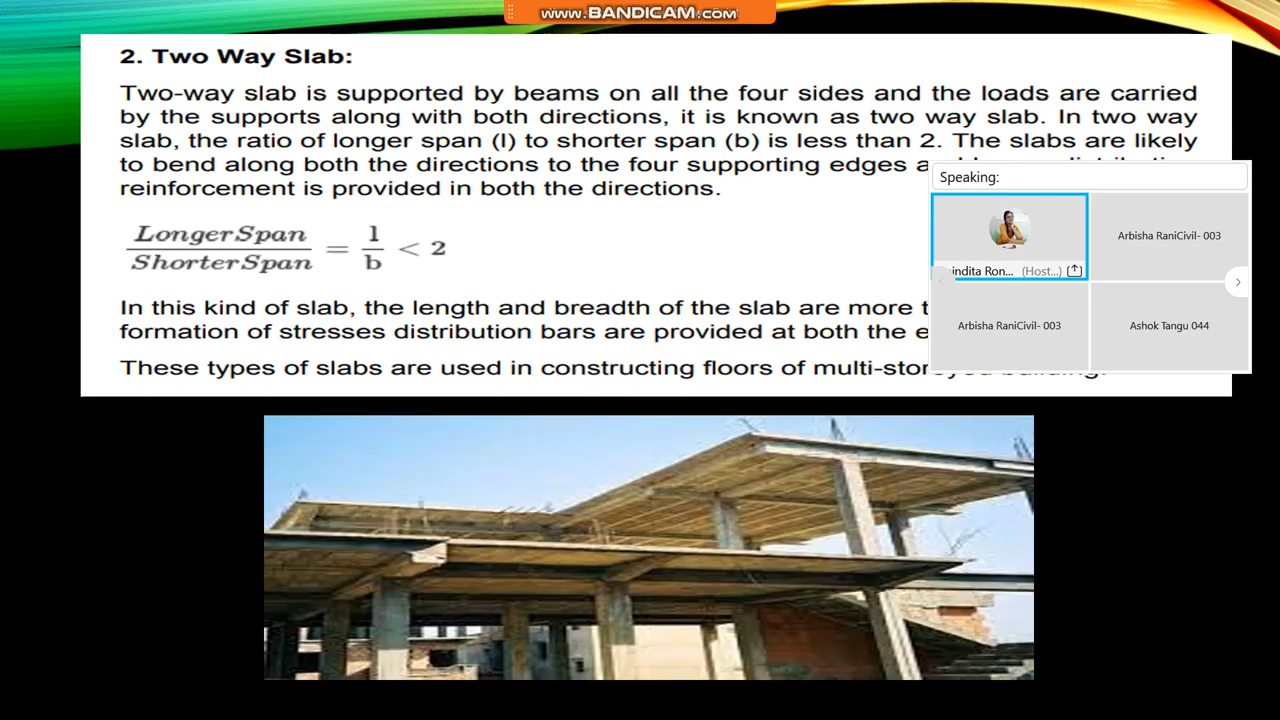 www.BANDICAM.com
2. Two Way Slab:
Two-way slab is supported by beams on all the four sides and the loads are carried
by the supports along with both directions, it is known as two way slab. In two way
slab, the ratio of longer span (l) to shorter span (b) is less than 2. The slabs are likely
to bend along both the directions to the four supporting edges
reinforcement is provided in both the directions.
LongerSpan / ShorterSpan = l / b < 2
In this kind of slab, the length and breadth of the slab are more
formation of stresses distribution bars are provided at both the
These types of slabs are used in constructing floors of multi-storeyed building.
Speaking:
indita Ron... (Host...)
Arbisha RaniCivil- 003
Arbisha RaniCivil- 003
Ashok Tangu 044